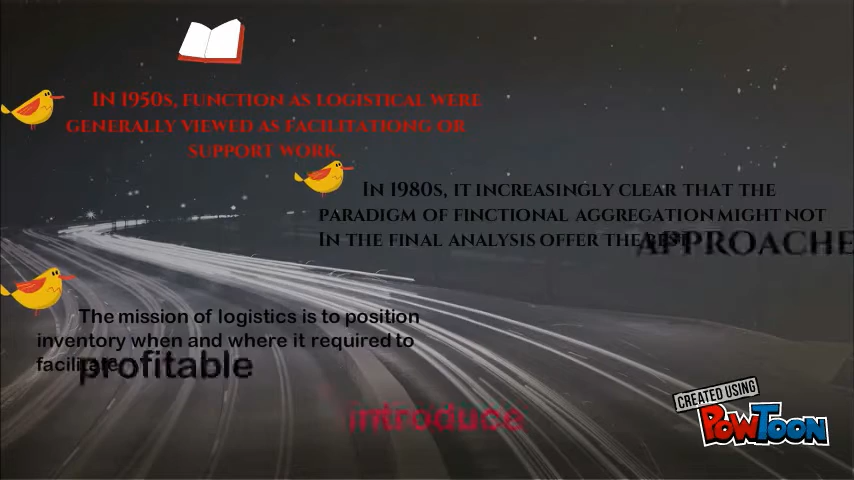 IN 1950S, FUNCTION AS LOGISTICAL WERE
GENERALLY VIEWED AS FACILITATIONG OR
SUPPORT WORK
IN 1980S, IT INCREASINGLY CLEAR THAT THE
PARADIGM OF FINCTIONAL AGGREGATION MIGHT NOT
IN THE FINAL ANALYSIS OFFER THE BEST
APPROACHE
The mission of logistics is to position
inventory when and where it required to
facilitate
profitable
introduce
CREATED USING
POWTOON